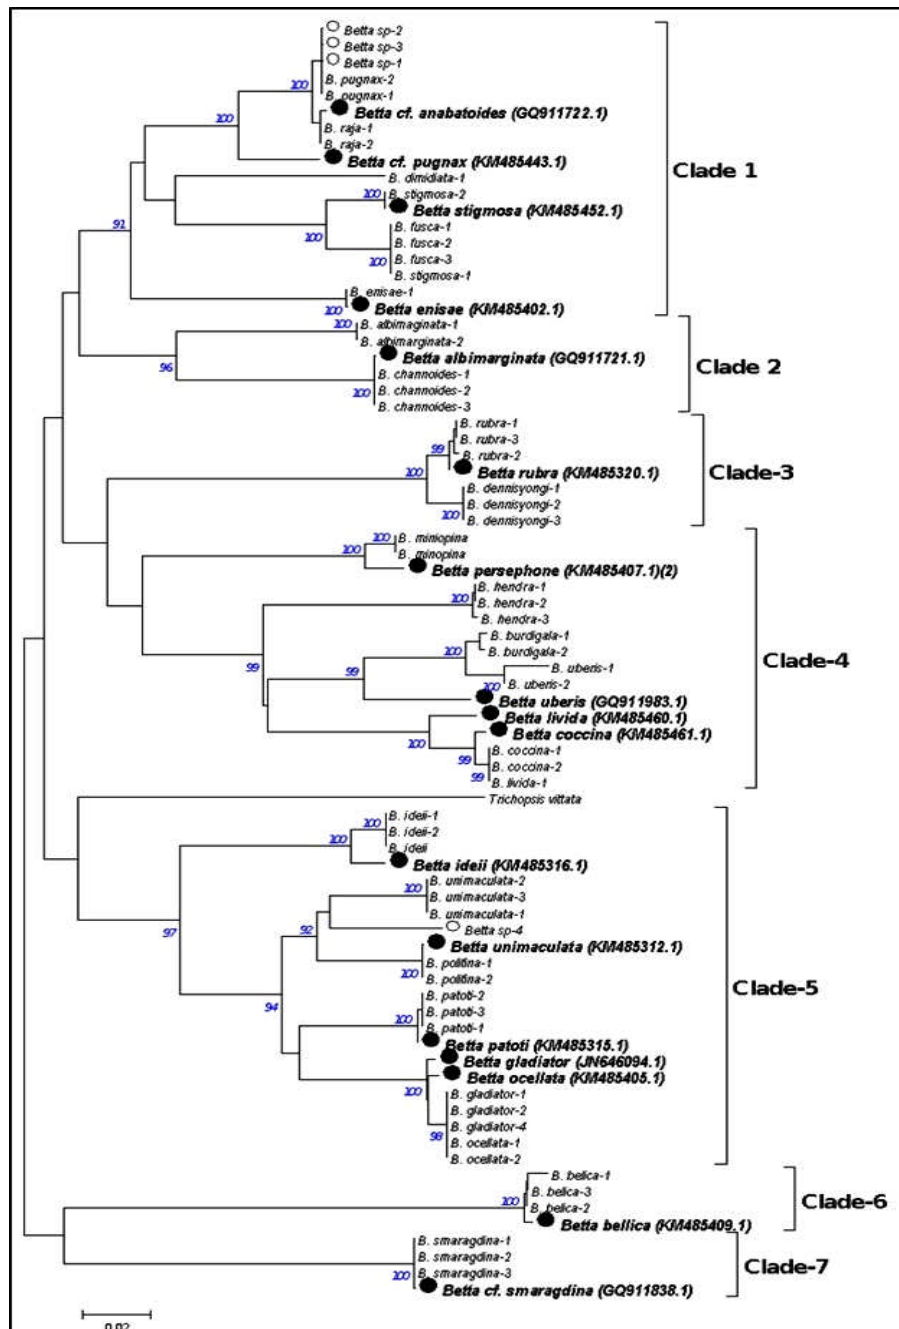 Betta sp-2
Betta sp-3
Betta sp-1
B. pugnax-2
100
B. pugnax-1
Betta cf. anabatoides (GQ911722.1)
100
B. raja-1
B. raja-2
Betta cf. pugnax (KM485443.1)
Clade 1
B. dimidiata-1
100
B. stigmosa-2
Betta stigmosa (KM485452.1)
91
B. fusca-1
100
B. fusca-2
B. fusca-3
100
B. stigmosa-1
B. enisae-1
100
Betta enisae (KM485402.1)
100
B. albimaginata-1
B. albimarginata-2
Betta albimarginata (GQ911721.1)
Clade 2
96
B. channoides-1
100
B. channoides-2
B. channoides-3
B. rubra-1
99
B. rubra-3
B. rubra-2
100
Betta rubra (KM485320.1)
Clade-3
B. dennisyongi-1
100
B. dennisyongi-2
B. dennisyongi-3
100
B. miniopina
100
B. minopina
Betta persephone (KM485407.1)(2)
B. hendra-1
100
B. hendra-2
B. hendra-3
B. burdigala-1
100
B. burdigala-2
Clade-4
99
99
B. uberis-1
100
B. uberis-2
Betta uberis (GQ911983.1)
Betta livida (KM485460.1)
100
Betta coccina (KM485461.1)
99
B. coccina-1
B. coccina-2
99
B. livida-1
Trichopsis vittata
B. ideii-1
100
B. ideii-2
100
B. ideii
Betta ideii (KM485316.1)
B. unimaculata-2
100
B. unimaculata-3
B. unimaculata-1
97
92
Betta sp-4
Betta unimaculata (KM485312.1)
B. politina-1
100
B. politina-2
Clade-5
B. patoti-2
94
B. patoti-3
100
B. patoti-1
Betta patoti (KM485315.1)
Betta gladiator (JN646094.1)
Betta ocellata (KM485405.1)
100
B. gladiator-1
B. gladiator-2
B. gladiator-4
98
B. ocellata-1
B. ocellata-2
B. belica-1
B. belica-3
100
B. belica-2
Clade-6
Betta bellica (KM485409.1)
B. smaragdina-1
B. smaragdina-2
Clade-7
B. smaragdina-3
100
Betta cf. smaragdina (GQ911838.1)
0.02